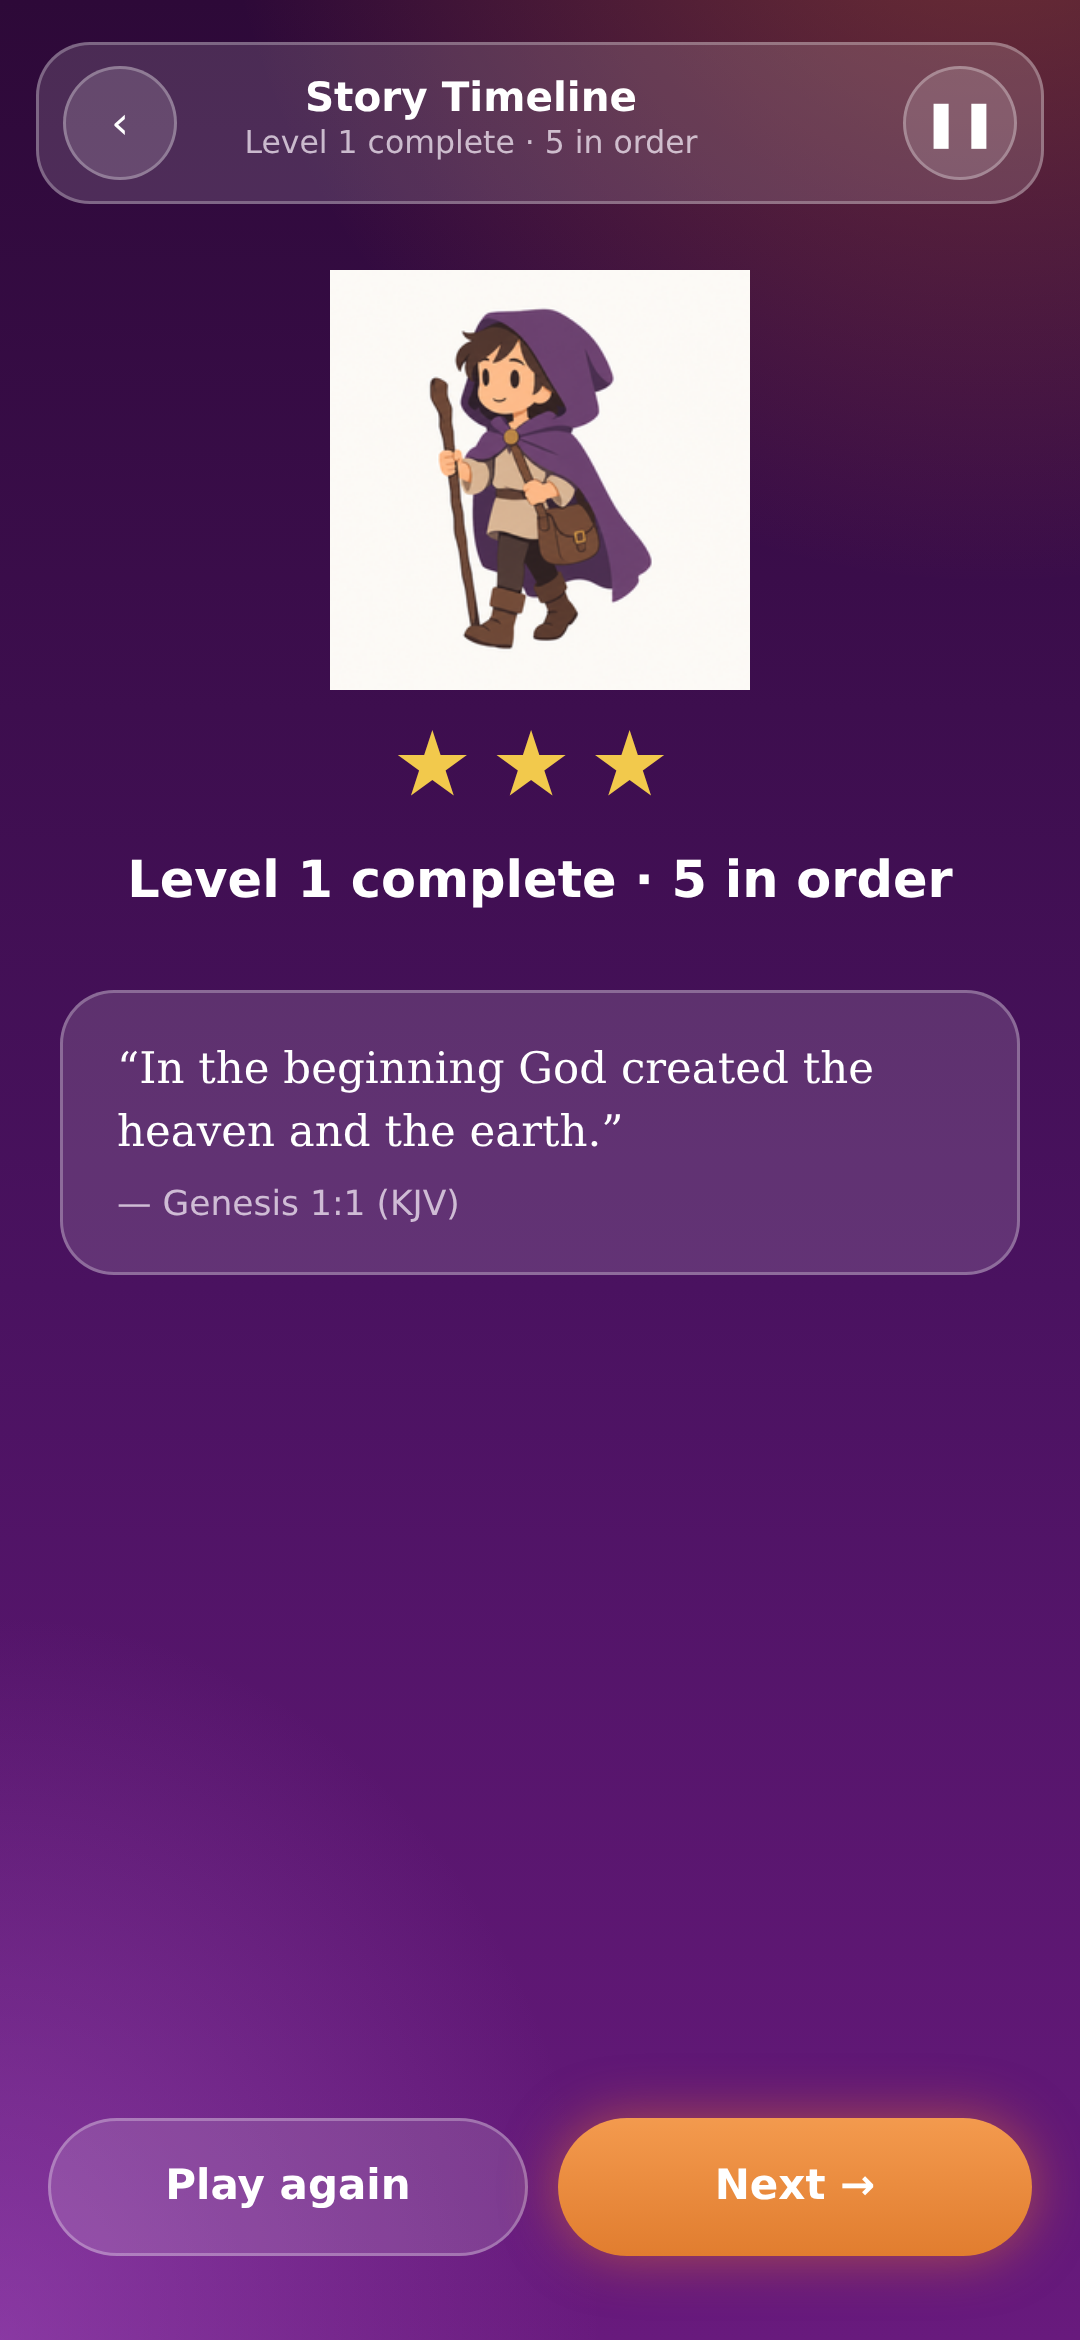 Story Timeline
Level 1 complete · 5 in order
Level 1 complete · 5 in order
“In the beginning God created the
heaven and the earth.”
— Genesis 1:1 (KJV)
Play again
Next →